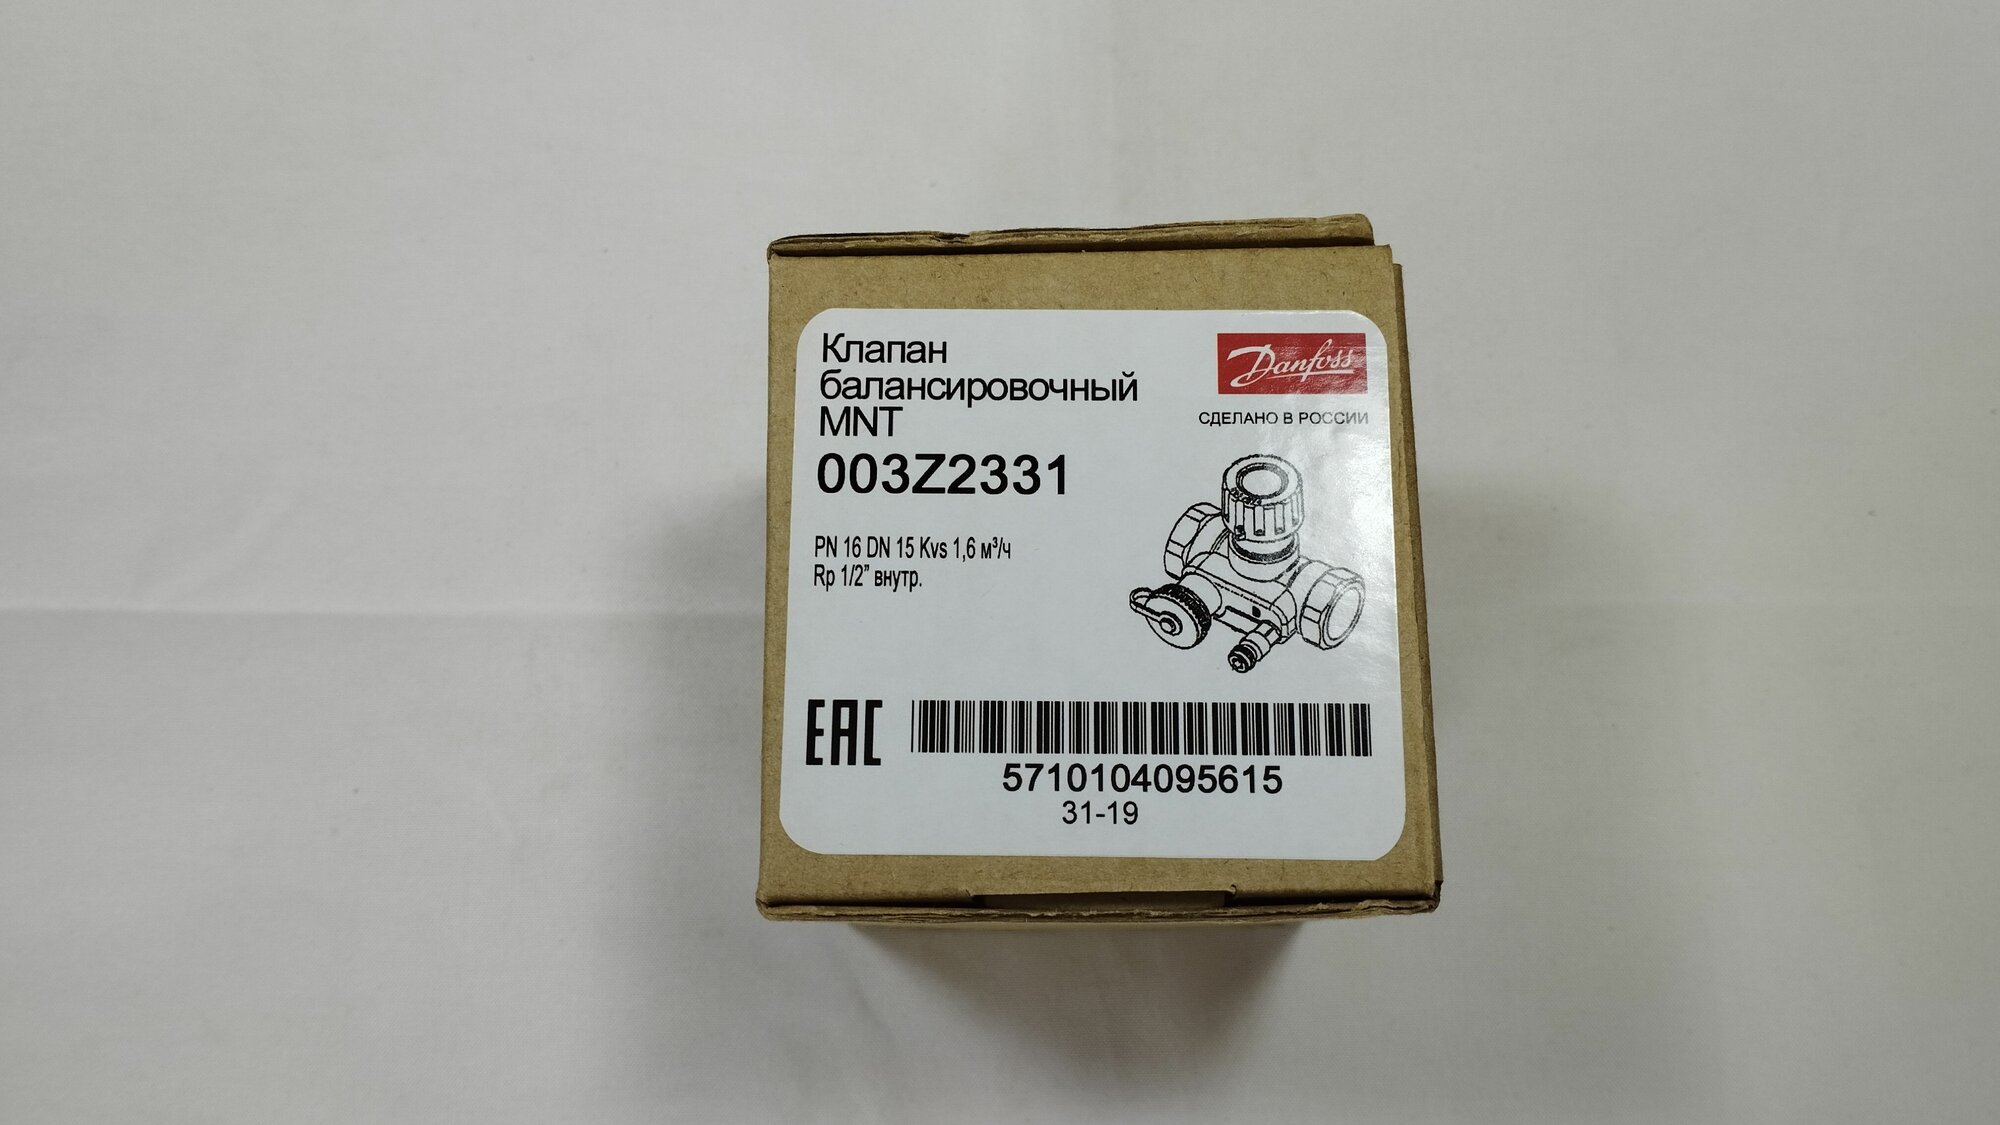 Клапан
балансировочный
MNT
003Z2331
PN 16 DN 15 Kvs 1,6 м³/ч
Rp 1/2” внутр.
Danfoss
СДЕЛАНО В РОССИИ
EAC
5710104095615
31-19